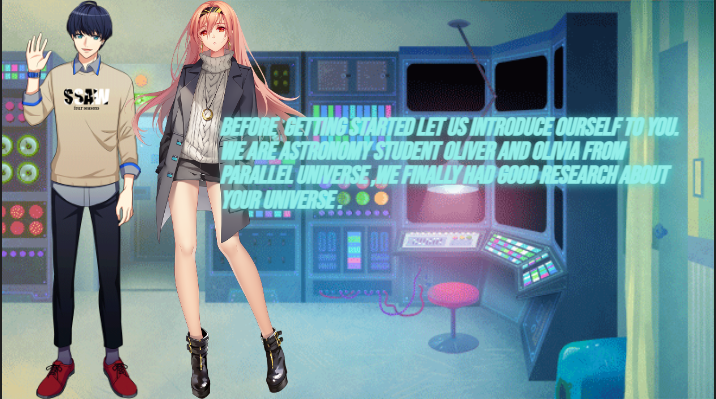 BEFORE GETTING STARTED LET US INTRODUCE OURSELF TO YOU.
WE ARE ASTRONOMY STUDENT OLIVER AND OLIVIA FROM
PARALLEL UNIVERSE ,WE FINALLY HAD GOOD RESEARCH ABOUT
YOUR UNIVERSE .